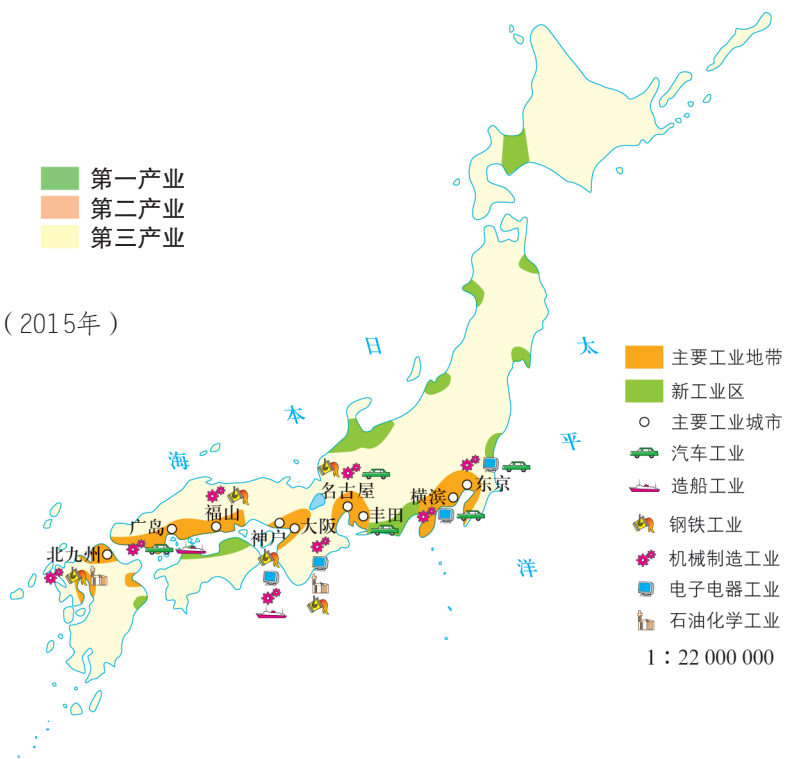 第一产业
第二产业
第三产业
（2015年）
日
本
海
太
平
洋
名古屋
横滨
东京
丰田
福山
广岛
神户
大阪
北九州
主要工业地带
新工业区
主要工业城市
汽车工业
造船工业
钢铁工业
机械制造工业
电子电器工业
石油化学工业
1：22 000 000